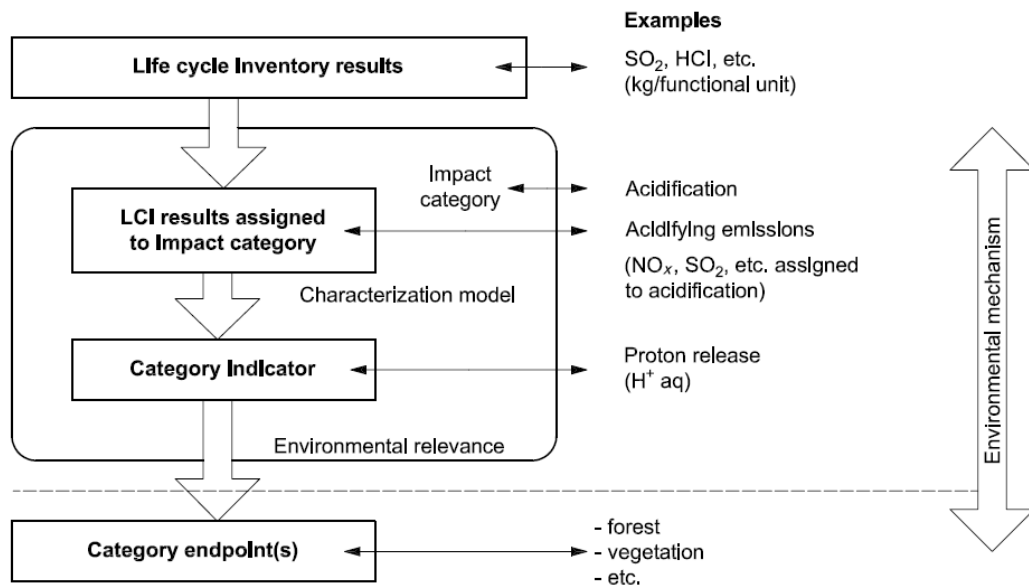 Examples
Life cycle Inventory results
SO₂, HCl, etc.
(kg/functional unit)
Impact
category
Acidification
LCI results assigned
to Impact category
Acidifying emissions
(NOₓ, SO₂, etc. assigned
to acidification)
Characterization model
Category Indicator
Proton release
(H⁺ aq)
Environmental relevance
Environmental mechanism
Category endpoint(s)
- forest
- vegetation
- etc.